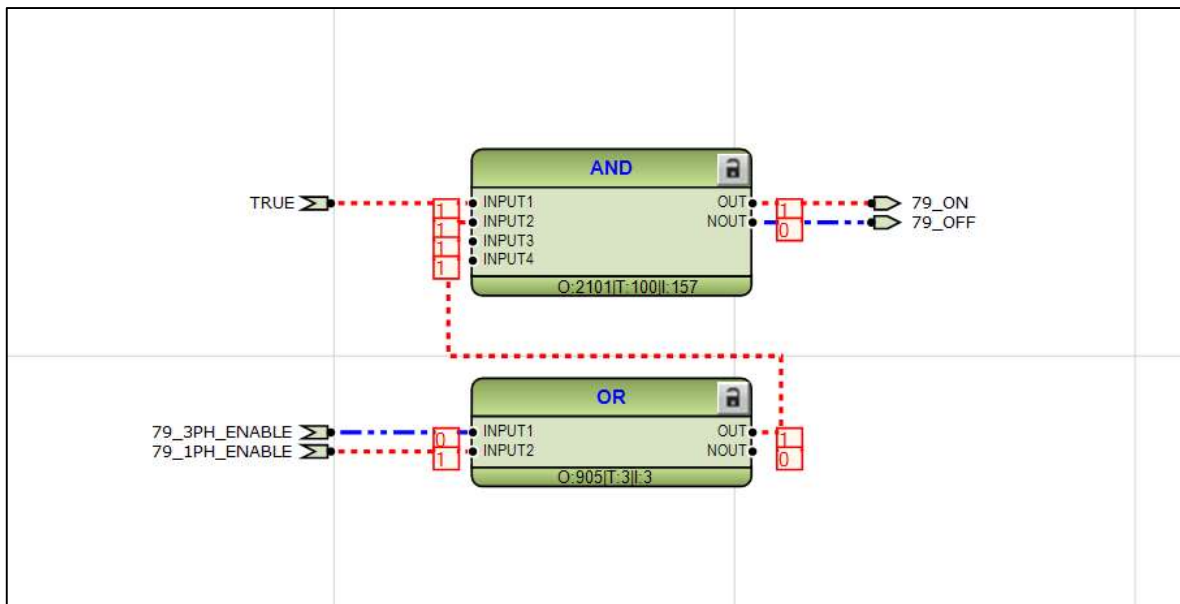 AND
TRUE 1 INPUT1 OUT 1 79_ON
1 INPUT2 NOUT 0 79_OFF
1 INPUT3
1 INPUT4
O:2101|T:100|I:157
OR
79_3PH_ENABLE 0 INPUT1 OUT 1
79_1PH_ENABLE 1 INPUT2 NOUT 0
O:905|T:3|I:3